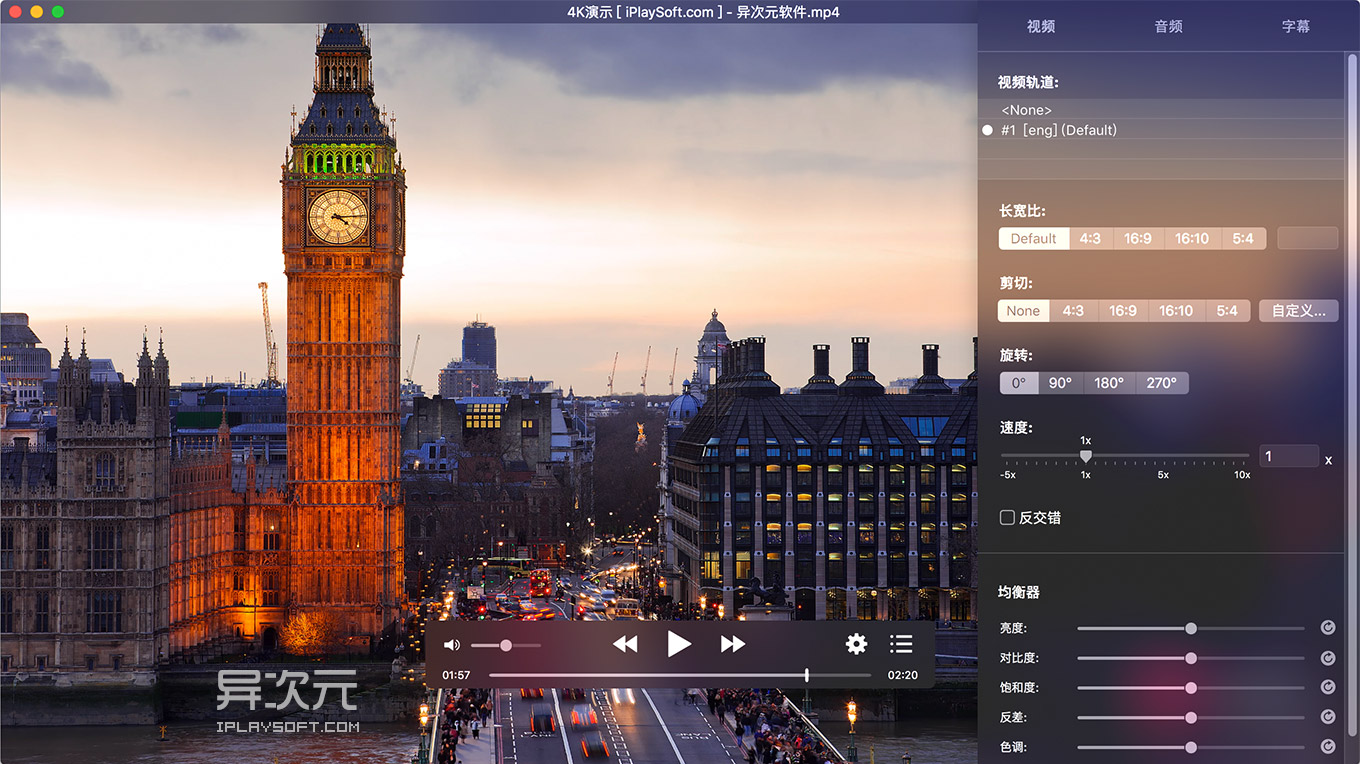 4K演示 [ iPlaySoft.com ] - 异次元软件.mp4
视频 音频 字幕
视频轨道:
<None>
#1 [eng] (Default)
长宽比:
Default 4:3 16:9 16:10 5:4
剪切:
None 4:3 16:9 16:10 5:4 自定义...
旋转:
0° 90° 180° 270°
速度:
1x
1 x
-5x 1x 5x 10x
反交错
均衡器
亮度:
对比度:
饱和度:
反差:
色调:
01:57 02:20
异次元
IPLAYSOFT.COM